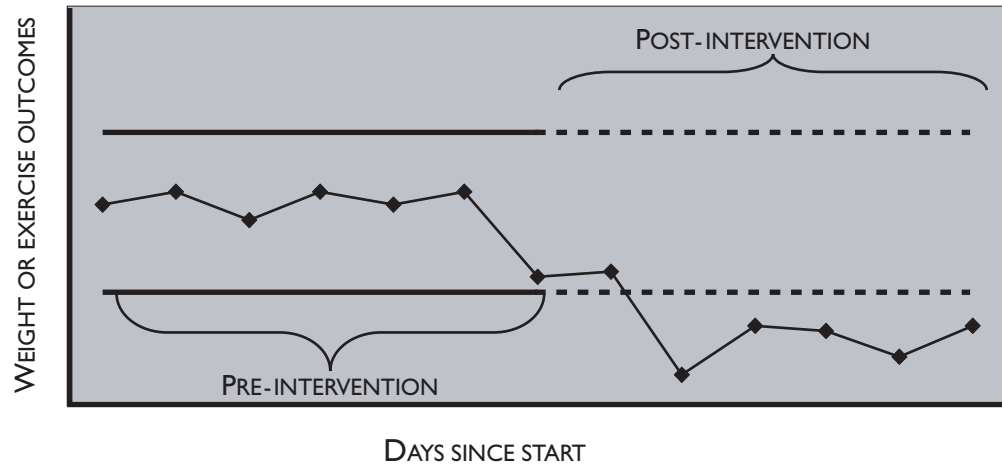 POST-INTERVENTION
WEIGHT OR EXERCISE OUTCOMES
PRE-INTERVENTION
DAYS SINCE START